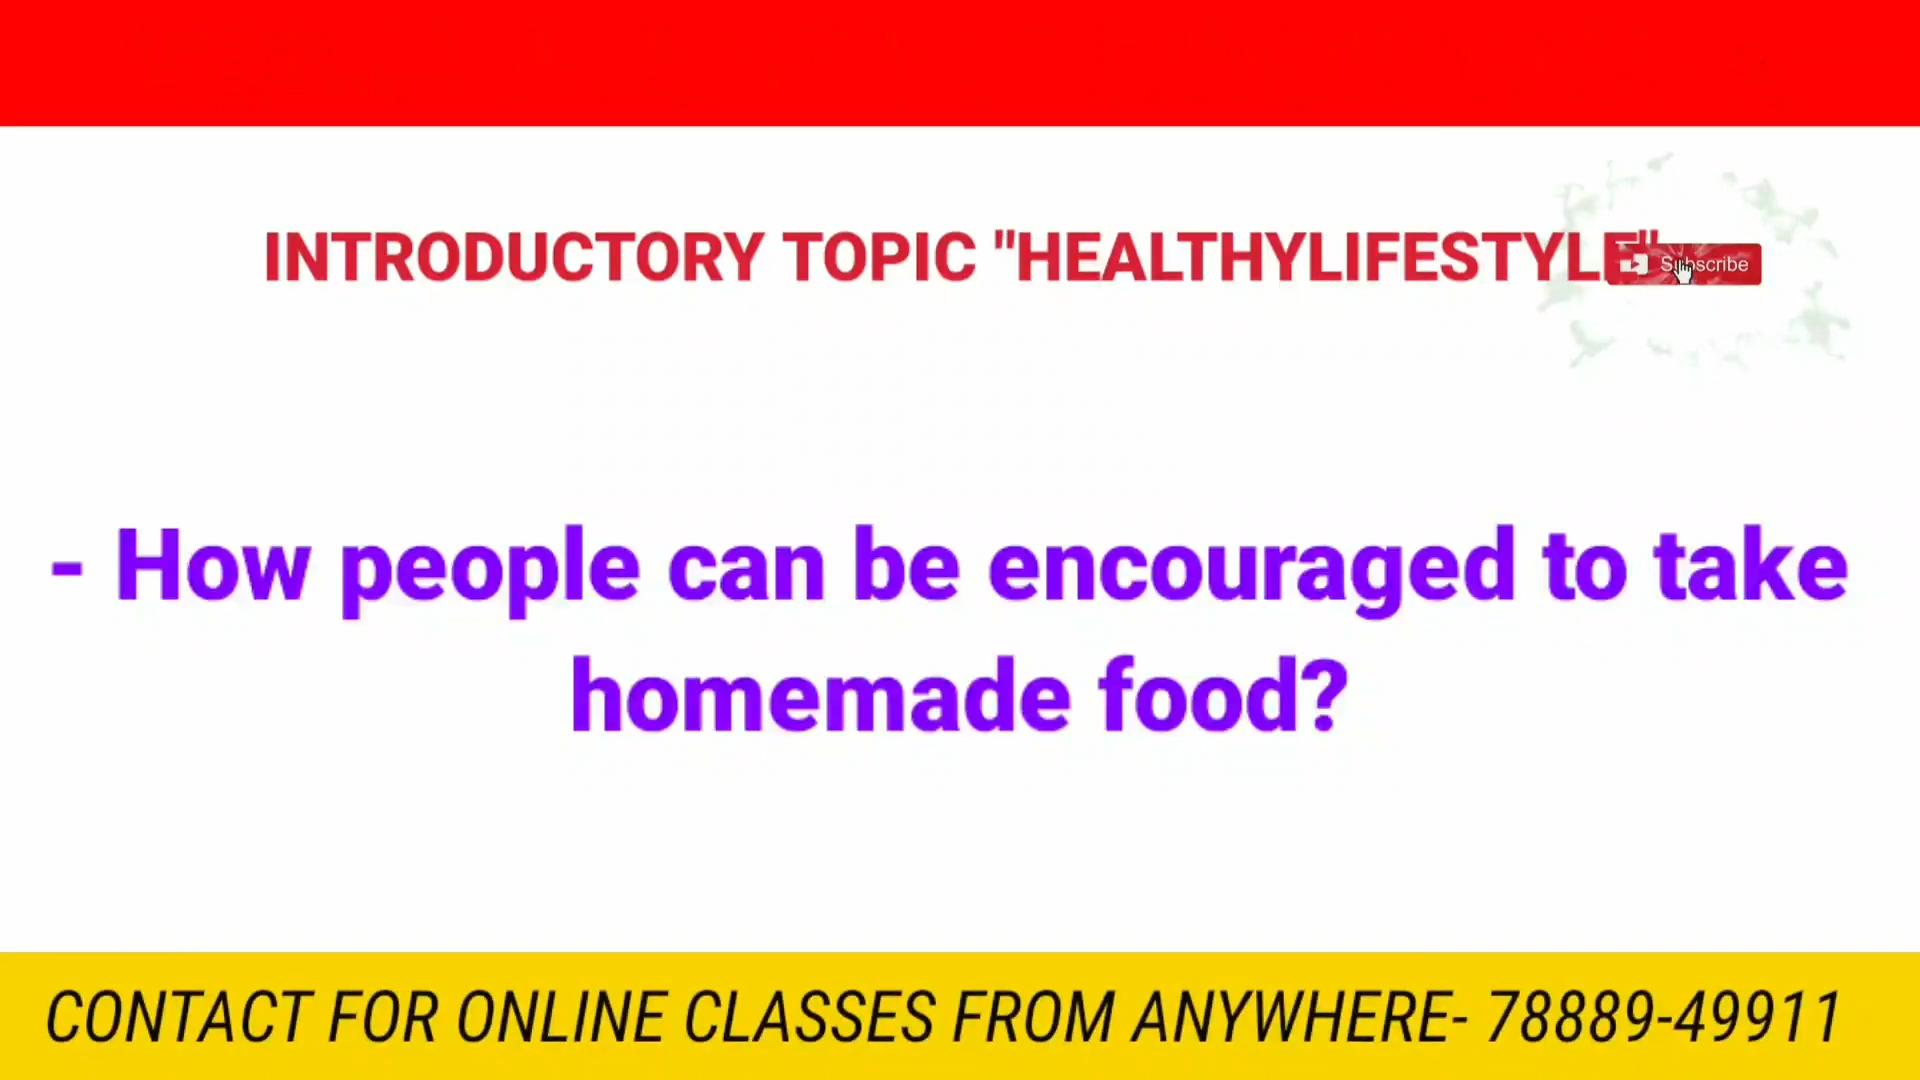 INTRODUCTORY TOPIC "HEALTHYLIFESTYLE"
Subscribe
- How people can be encouraged to take
homemade food?
CONTACT FOR ONLINE CLASSES FROM ANYWHERE- 78889-49911